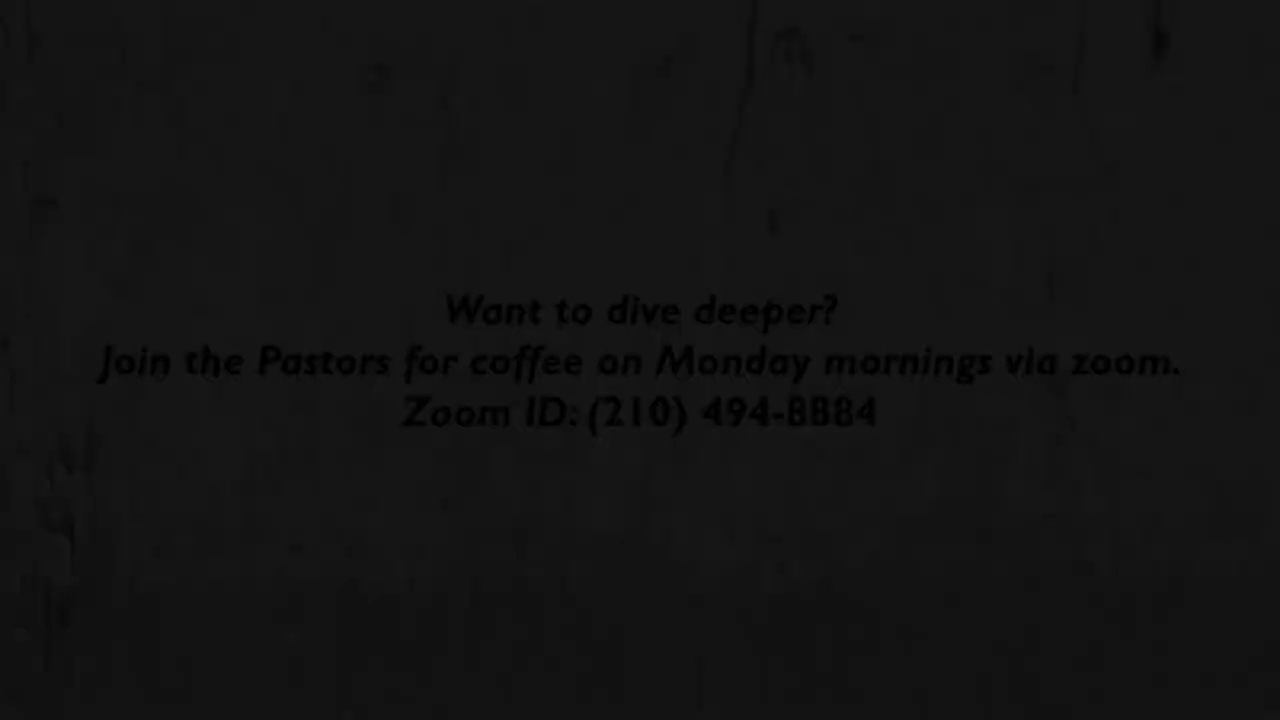 Want to dive deeper?
Join the Pastors for coffee on Monday mornings via zoom.
Zoom ID: (210) 494-8884